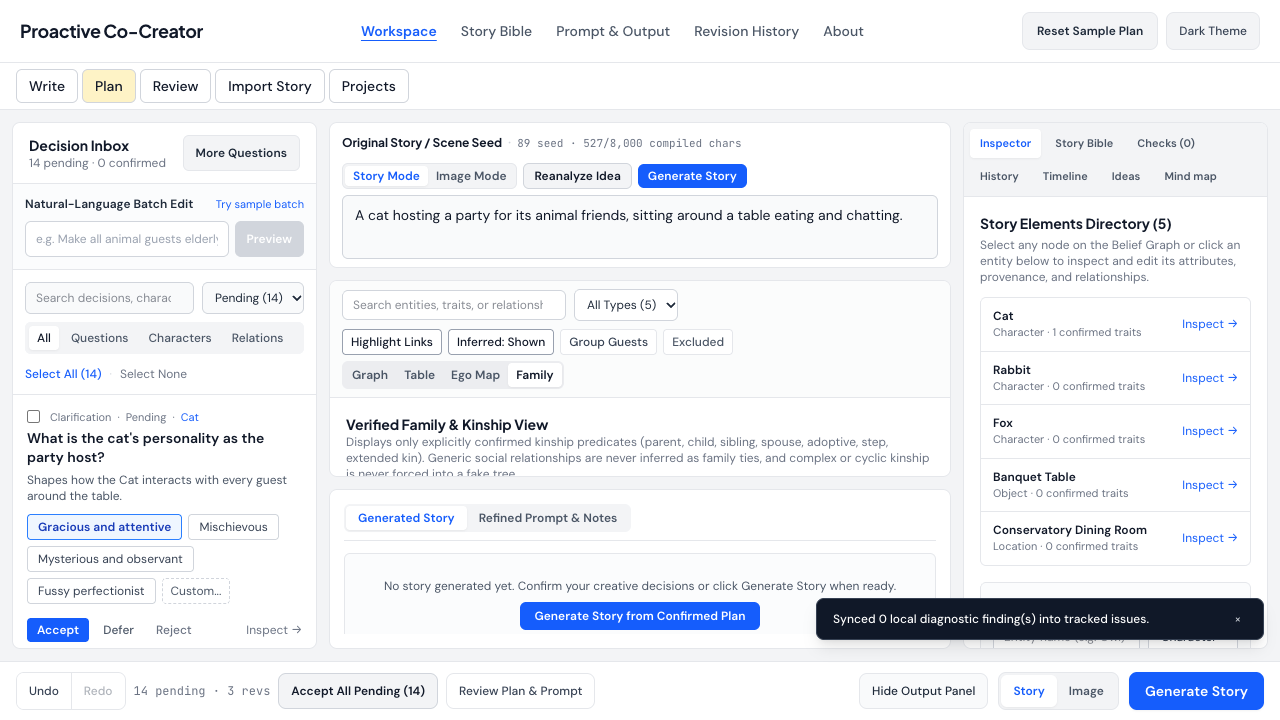 Proactive Co-Creator
Workspace
Story Bible
Prompt & Output
Revision History
About
Reset Sample Plan
Dark Theme
Write
Plan
Review
Import Story
Projects
Decision Inbox
14 pending · 0 confirmed
More Questions
Natural-Language Batch Edit
Try sample batch
e.g. Make all animal guests elderly
Preview
Search decisions, charac
Pending (14)
All
Questions
Characters
Relations
Select All (14)
·
Select None
Clarification · Pending · Cat
What is the cat's personality as the
party host?
Shapes how the Cat interacts with every guest
around the table.
Gracious and attentive
Mischievous
Mysterious and observant
Fussy perfectionist
Custom...
Accept
Defer
Reject
Inspect →
Original Story / Scene Seed · 89 seed · 527/8,000 compiled chars
Story Mode
Image Mode
Reanalyze Idea
Generate Story
A cat hosting a party for its animal friends, sitting around a table eating and chatting.
Search entities, traits, or relationsh
All Types (5)
Highlight Links
Inferred: Shown
Group Guests
Excluded
Graph
Table
Ego Map
Family
Verified Family & Kinship View
Displays only explicitly confirmed kinship predicates (parent, child, sibling, spouse, adoptive, step,
extended kin). Generic social relationships are never inferred as family ties, and complex or cyclic kinship
is never forced into a fake tree.
Generated Story
Refined Prompt & Notes
No story generated yet. Confirm your creative decisions or click Generate Story when ready.
Generate Story from Confirmed Plan
Inspector
Story Bible
Checks (0)
History
Timeline
Ideas
Mind map
Story Elements Directory (5)
Select any node on the Belief Graph or click an
entity below to inspect and edit its attributes,
provenance, and relationships.
Cat
Character · 1 confirmed traits
Inspect →
Rabbit
Character · 0 confirmed traits
Inspect →
Fox
Character · 0 confirmed traits
Inspect →
Banquet Table
Object · 0 confirmed traits
Inspect →
Conservatory Dining Room
Location · 0 confirmed traits
Inspect →
Synced 0 local diagnostic finding(s) into tracked issues.
×
Undo
Redo
14 pending · 3 revs
Accept All Pending (14)
Review Plan & Prompt
Hide Output Panel
Story
Image
Generate Story